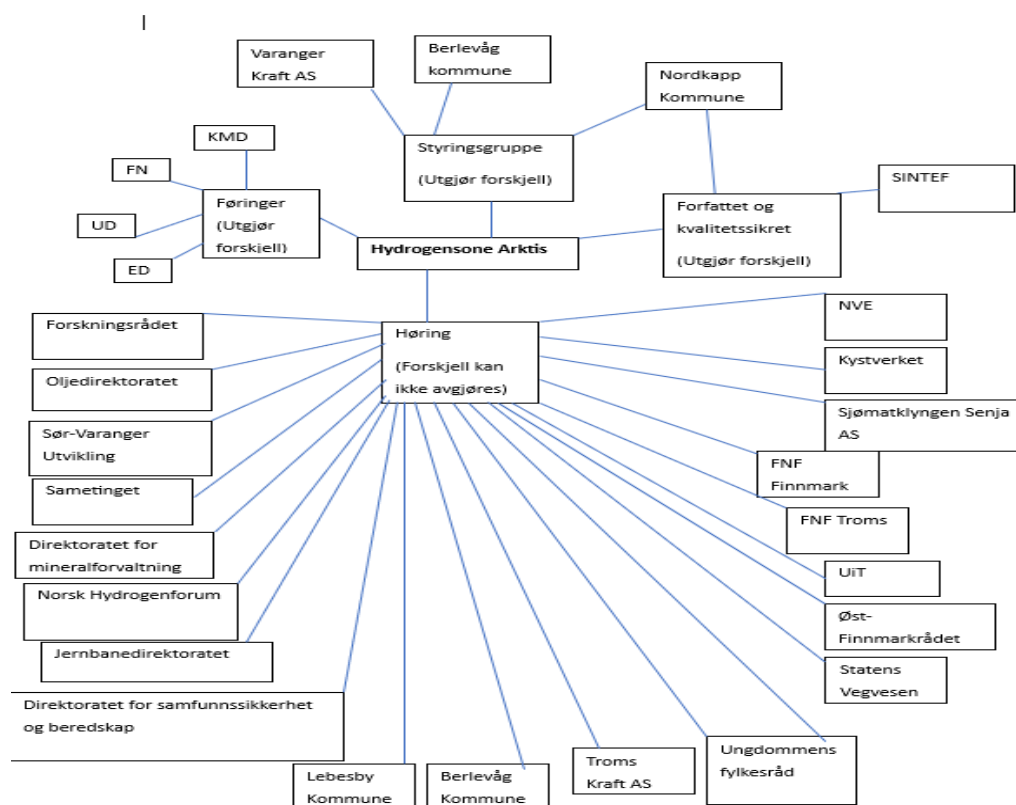 Varanger
Kraft AS
Berlevåg
kommune
Nordkapp
Kommune
KMD
FN
UD
ED
Føringer
(Utgjør
forskjell)
Styringsgruppe
(Utgjør forskjell)
Forfattet og
kvalitetssikret
(Utgjør forskjell)
SINTEF
Hydrogensone Arktis
Høring
(Forskjell kan
ikke avgjøres)
Forskningsrådet
Oljedirektoratet
Sør-Varanger
Utvikling
Sametinget
Direktoratet for
mineralforvaltning
Norsk Hydrogenforum
Jernbanedirektoratet
Direktoratet for samfunnssikkerhet
og beredskap
Lebesby
Kommune
Berlevåg
Kommune
Troms
Kraft AS
Ungdommens
fylkesråd
NVE
Kystverket
Sjømatklyngen Senja
AS
FNF
Finnmark
FNF Troms
UiT
Øst-
Finnmarkrådet
Statens
Vegvesen